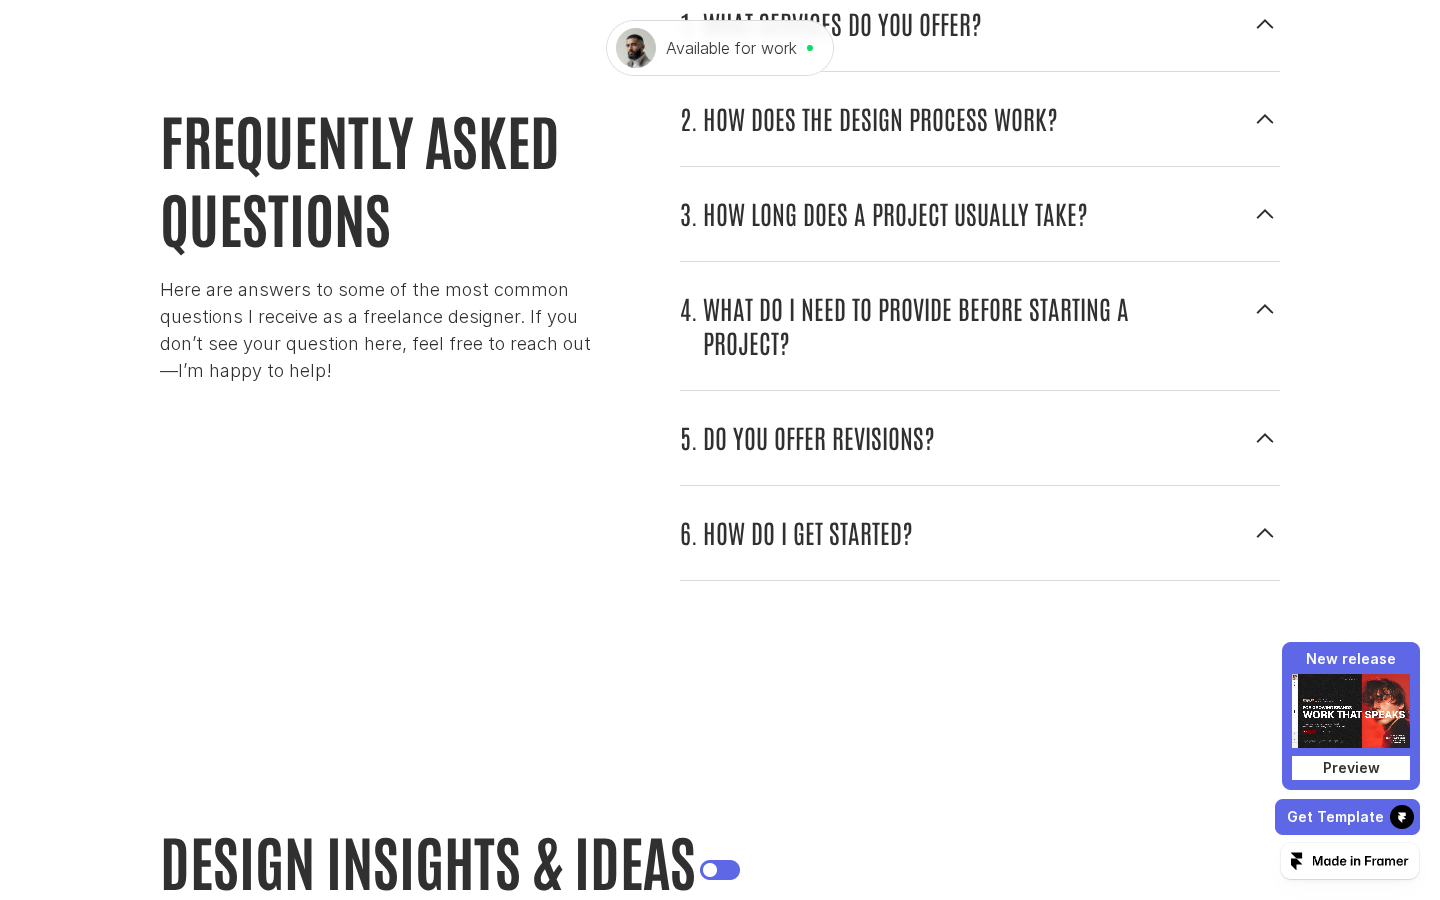 1. WHAT SERVICES DO YOU OFFER?
Available for work
FREQUENTLY ASKED
QUESTIONS
Here are answers to some of the most common
questions I receive as a freelance designer. If you
don’t see your question here, feel free to reach out
—I’m happy to help!
2. HOW DOES THE DESIGN PROCESS WORK?
3. HOW LONG DOES A PROJECT USUALLY TAKE?
4. WHAT DO I NEED TO PROVIDE BEFORE STARTING A
PROJECT?
5. DO YOU OFFER REVISIONS?
6. HOW DO I GET STARTED?
New release
WORK THAT SPEAKS
Preview
Get Template
Made in Framer
DESIGN INSIGHTS & IDEAS